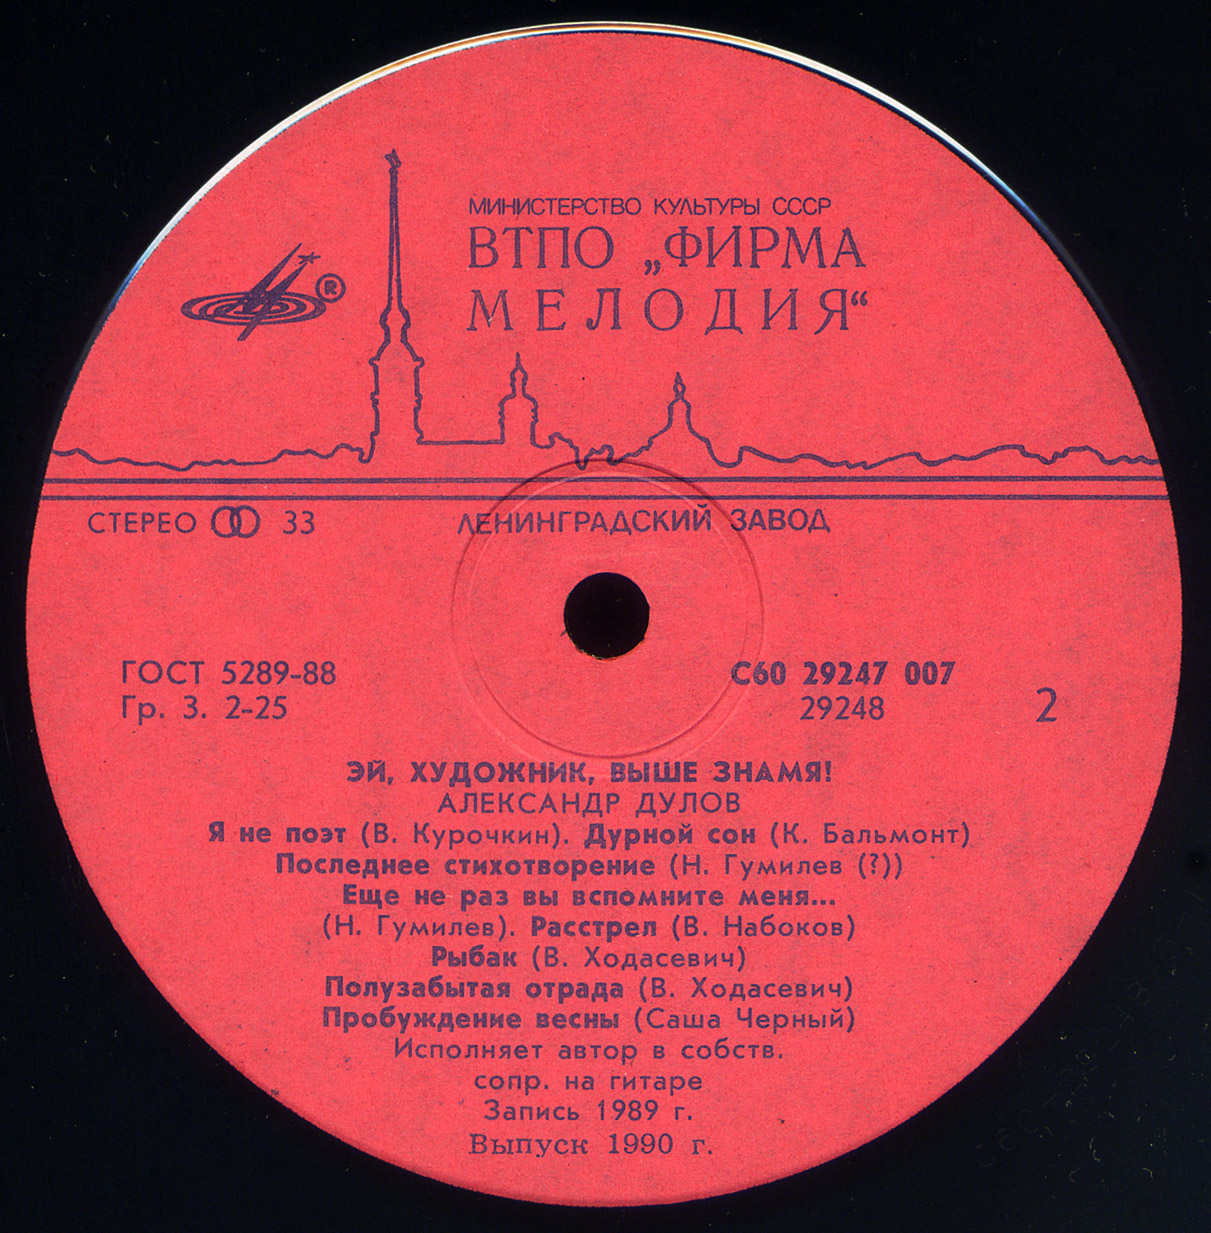 МИНИСТЕРСТВО КУЛЬТУРЫ СССР
ВТПО „ФИРМА
МЕЛОДИЯ“
®
СТЕРЕО 33
ЛЕНИНГРАДСКИЙ ЗАВОД
ГОСТ 5289-88
Гр. 3. 2-25
С60 29247 007
29248
2
ЭЙ, ХУДОЖНИК, ВЫШЕ ЗНАМЯ!
АЛЕКСАНДР ДУЛОВ
Я не поэт (В. Курочкин). Дурной сон (К. Бальмонт)
Последнее стихотворение (Н. Гумилев (?))
Еще не раз вы вспомните меня...
(Н. Гумилев). Расстрел (В. Набоков)
Рыбак (В. Ходасевич)
Полузабытая отрада (В. Ходасевич)
Пробуждение весны (Саша Черный)
Исполняет автор в собств.
сопр. на гитаре
Запись 1989 г.
Выпуск 1990 г.